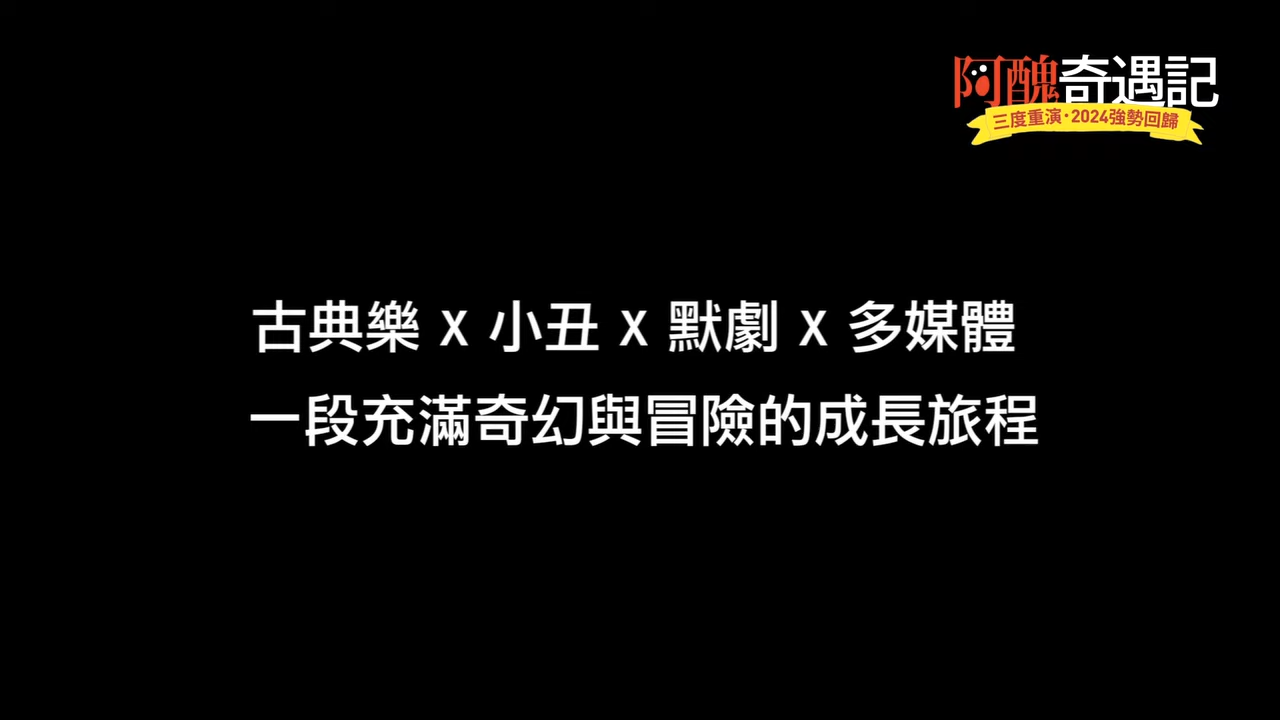 阿醜奇遇記
三度重演·2024強勢回歸
古典樂 x 小丑 x 默劇 x 多媒體
一段充滿奇幻與冒險的成長旅程